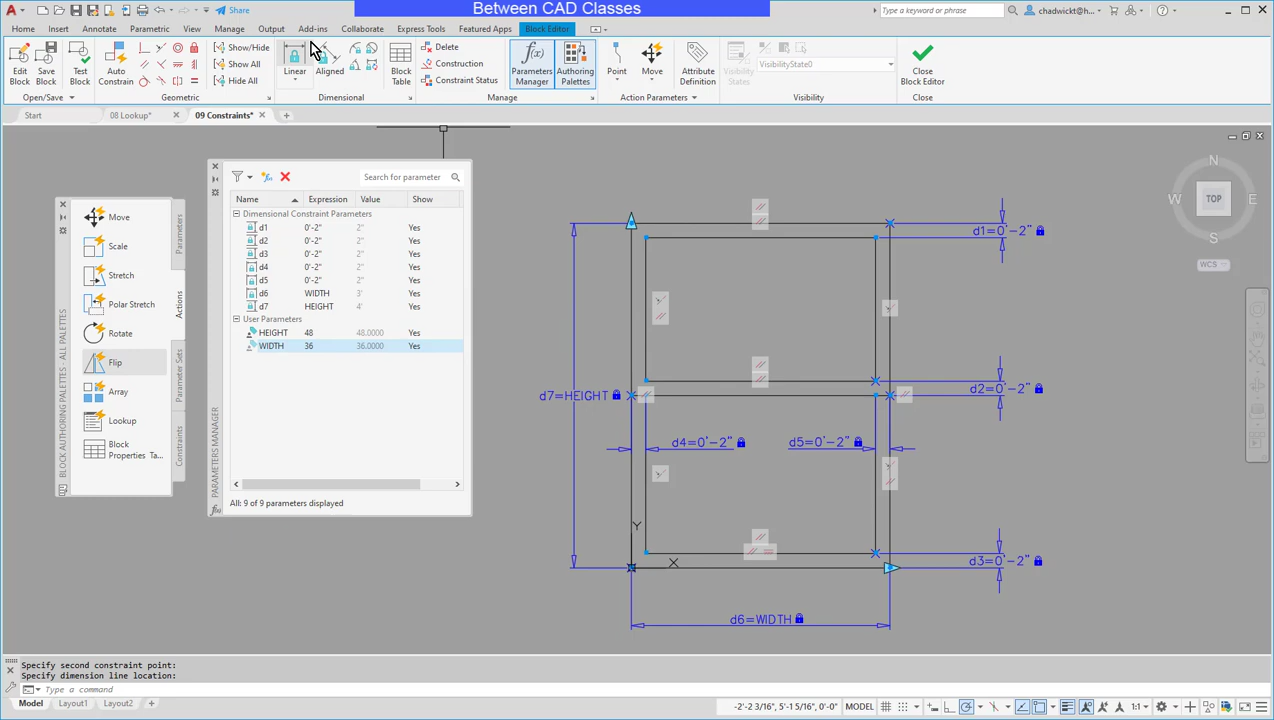 Between CAD Classes
Share
Type a keyword or phrase
chadwickt@h...
Home Insert Annotate Parametric View Manage Output Add-ins Collaborate Express Tools Featured Apps Block Editor
Edit Block
Save Block
Test Block
Auto Constrain
Show/Hide
Show All
Hide All
Linear
Aligned
Block Table
Delete
Construction
Constraint Status
Parameters Manager
Authoring Palettes
Point
Move
Attribute Definition
Visibility States
VisibilityState0
Close Block Editor
Open/Save Geometric Dimensional Manage Action Parameters Visibility Close
Start 08 Lookup* 09 Constraints*
Move
Scale
Stretch
Polar Stretch
Rotate
Flip
Array
Lookup
Block Properties Ta...
Parameters
Actions
Parameter Sets
Constraints
BLOCK AUTHORING PALETTES - ALL PALETTES
Search for parameter
Name Expression Value Show
Dimensional Constraint Parameters
d1 0'-2" 2" Yes
d2 0'-2" 2" Yes
d3 0'-2" 2" Yes
d4 0'-2" 2" Yes
d5 0'-2" 2" Yes
d6 WIDTH 3' Yes
d7 HEIGHT 4' Yes
User Parameters
HEIGHT 48 48.0000 Yes
WIDTH 36 36.0000 Yes
All: 9 of 9 parameters displayed
PARAMETERS MANAGER
d1=0'-2"
d2=0'-2"
d7=HEIGHT
d4=0'-2"
d5=0'-2"
Y
X
d3=0'-2"
d6=WIDTH
N
W TOP E
S
WCS
Specify second constraint point:
Specify dimension line location:
Type a command
Model Layout1 Layout2
-2'-2 3/16", 5'-1 5/16", 0'-0" MODEL 1:1